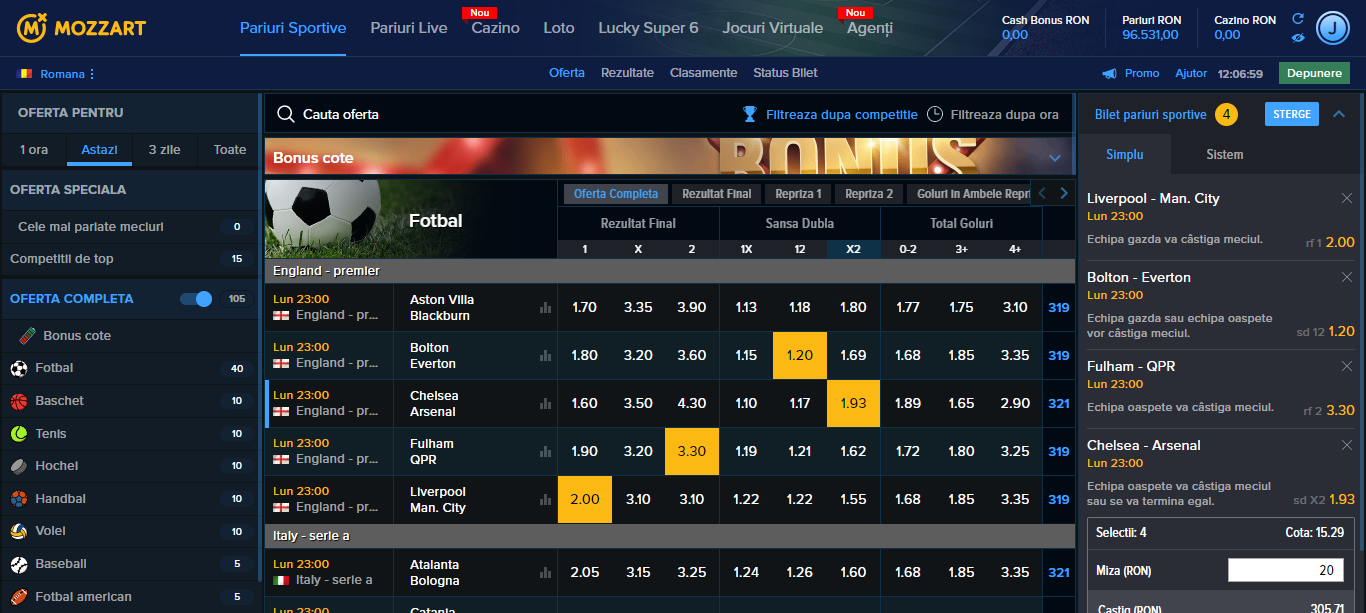 MOZZART
Pariuri Sportive
Pariuri Live
Nou
Cazino
Loto
Lucky Super 6
Jocuri Virtuale
Nou
Agenți
Cash Bonus RON
0,00
Pariuri RON
96.531,00
Cazino RON
0,00
J
Romana
Oferta
Rezultate
Clasamente
Status Bilet
Promo
Ajutor
12:06:59
Depunere
OFERTA PENTRU
1 ora
Astazi
3 zile
Toate
OFERTA SPECIALA
Cele mai pariate meciuri 0
Competitii de top 15
OFERTA COMPLETA 105
Bonus cote
Fotbal 40
Baschet 10
Tenis 10
Hochei 10
Handbal 10
Volei 10
Baseball 5
Fotbal american 5
Cauta oferta
Filtreaza dupa competitie
Filtreaza dupa ora
Bonus cote
BONUS
Fotbal
Oferta Completa
Rezultat Final
Repriza 1
Repriza 2
Goluri in Ambele Repri
Rezultat Final
Sansa Dubla
Total Goluri
1 X 2 1X 12 X2 0-2 3+ 4+
England - premier
Lun 23:00
England - pr...
Aston Villa
Blackburn
1.70 3.35 3.90 1.13 1.18 1.80 1.77 1.75 3.10 319
Lun 23:00
England - pr...
Bolton
Everton
1.80 3.20 3.60 1.15 1.20 1.69 1.68 1.85 3.35 319
Lun 23:00
England - pr...
Chelsea
Arsenal
1.60 3.50 4.30 1.10 1.17 1.93 1.89 1.65 2.90 321
Lun 23:00
England - pr...
Fulham
QPR
1.90 3.20 3.30 1.19 1.21 1.62 1.72 1.80 3.25 319
Lun 23:00
England - pr...
Liverpool
Man. City
2.00 3.10 3.10 1.22 1.22 1.55 1.68 1.85 3.35 319
Italy - serie a
Lun 23:00
Italy - serie a
Atalanta
Bologna
2.05 3.15 3.25 1.24 1.26 1.60 1.68 1.85 3.35 321
Lun 23:00
Catania
Bilet pariuri sportive 4
STERGE
Simplu
Sistem
Liverpool - Man. City
Lun 23:00
Echipa gazda va câstiga meciul.
rf 1 2.00
Bolton - Everton
Lun 23:00
Echipa gazda sau echipa oaspete
vor câstiga meciul.
sd 12 1.20
Fulham - QPR
Lun 23:00
Echipa oaspete va câstiga meciul.
rf 2 3.30
Chelsea - Arsenal
Lun 23:00
Echipa oaspete va câstiga meciul
sau se va termina egal.
sd X2 1.93
Selectii: 4
Cota: 15.29
Miza (RON)
20
Castig (RON)
305.71